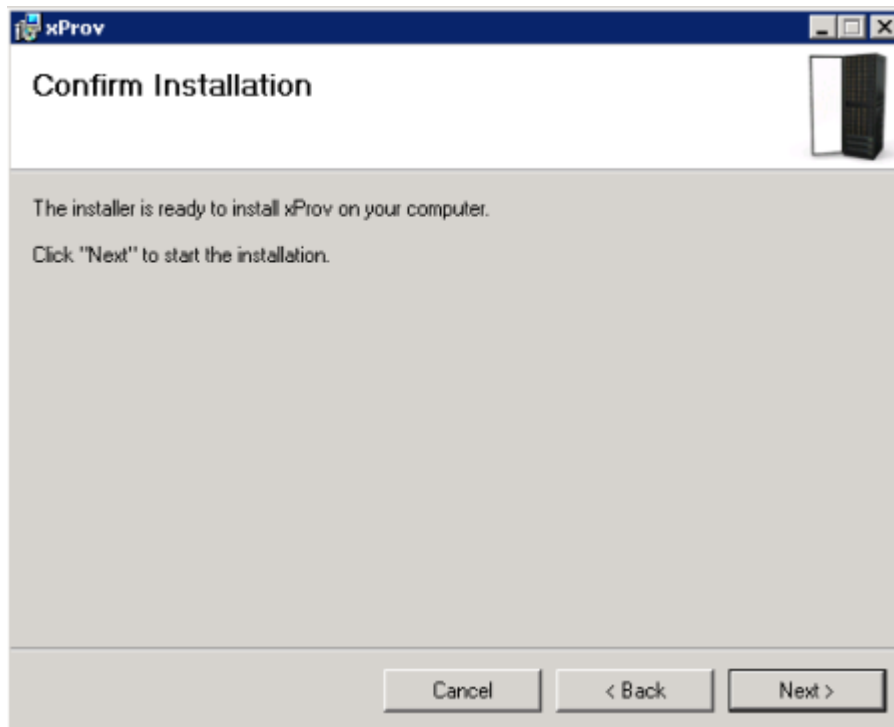 xProv
Confirm Installation
The installer is ready to install xProv on your computer.
Click "Next" to start the installation.
Cancel
< Back
Next >